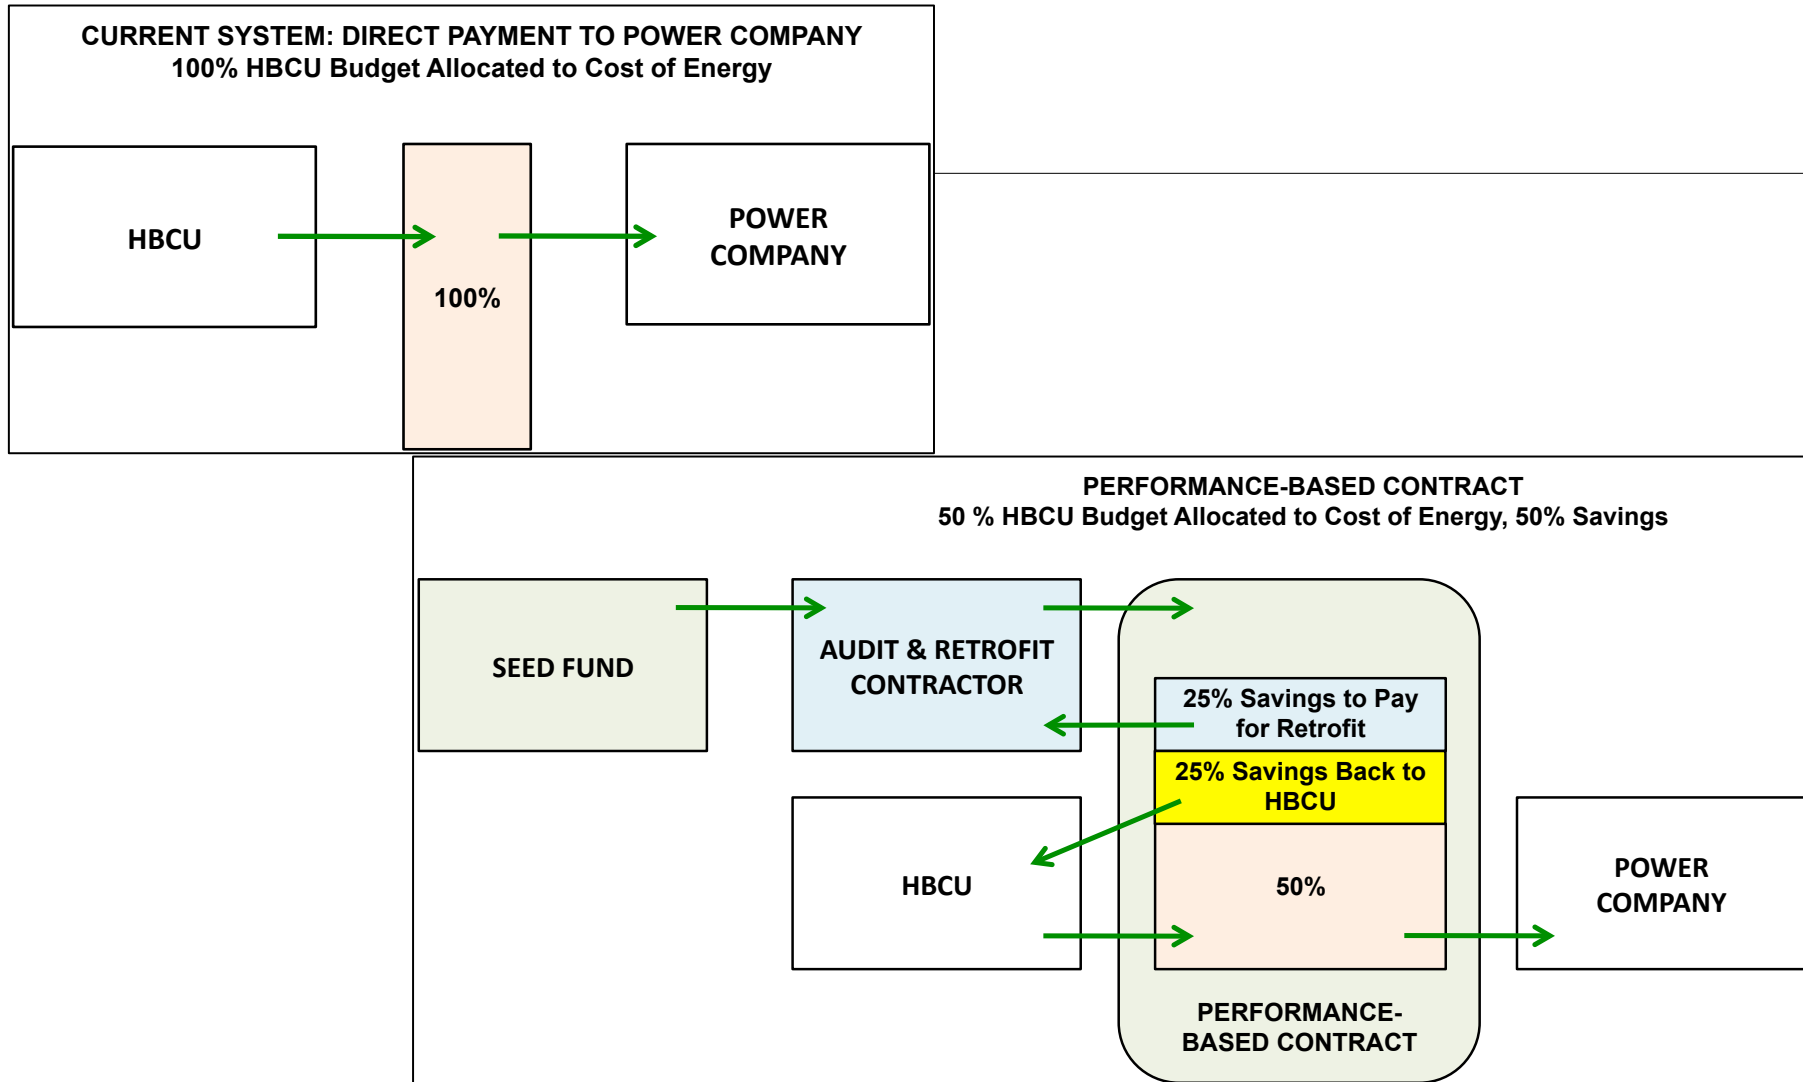 CURRENT SYSTEM: DIRECT PAYMENT TO POWER COMPANY
100% HBCU Budget Allocated to Cost of Energy
HBCU
100%
POWER
COMPANY
PERFORMANCE-BASED CONTRACT
50 % HBCU Budget Allocated to Cost of Energy, 50% Savings
SEED FUND
AUDIT & RETROFIT
CONTRACTOR
25% Savings to Pay
for Retrofit
25% Savings Back to
HBCU
HBCU
50%
POWER
COMPANY
PERFORMANCE-
BASED CONTRACT